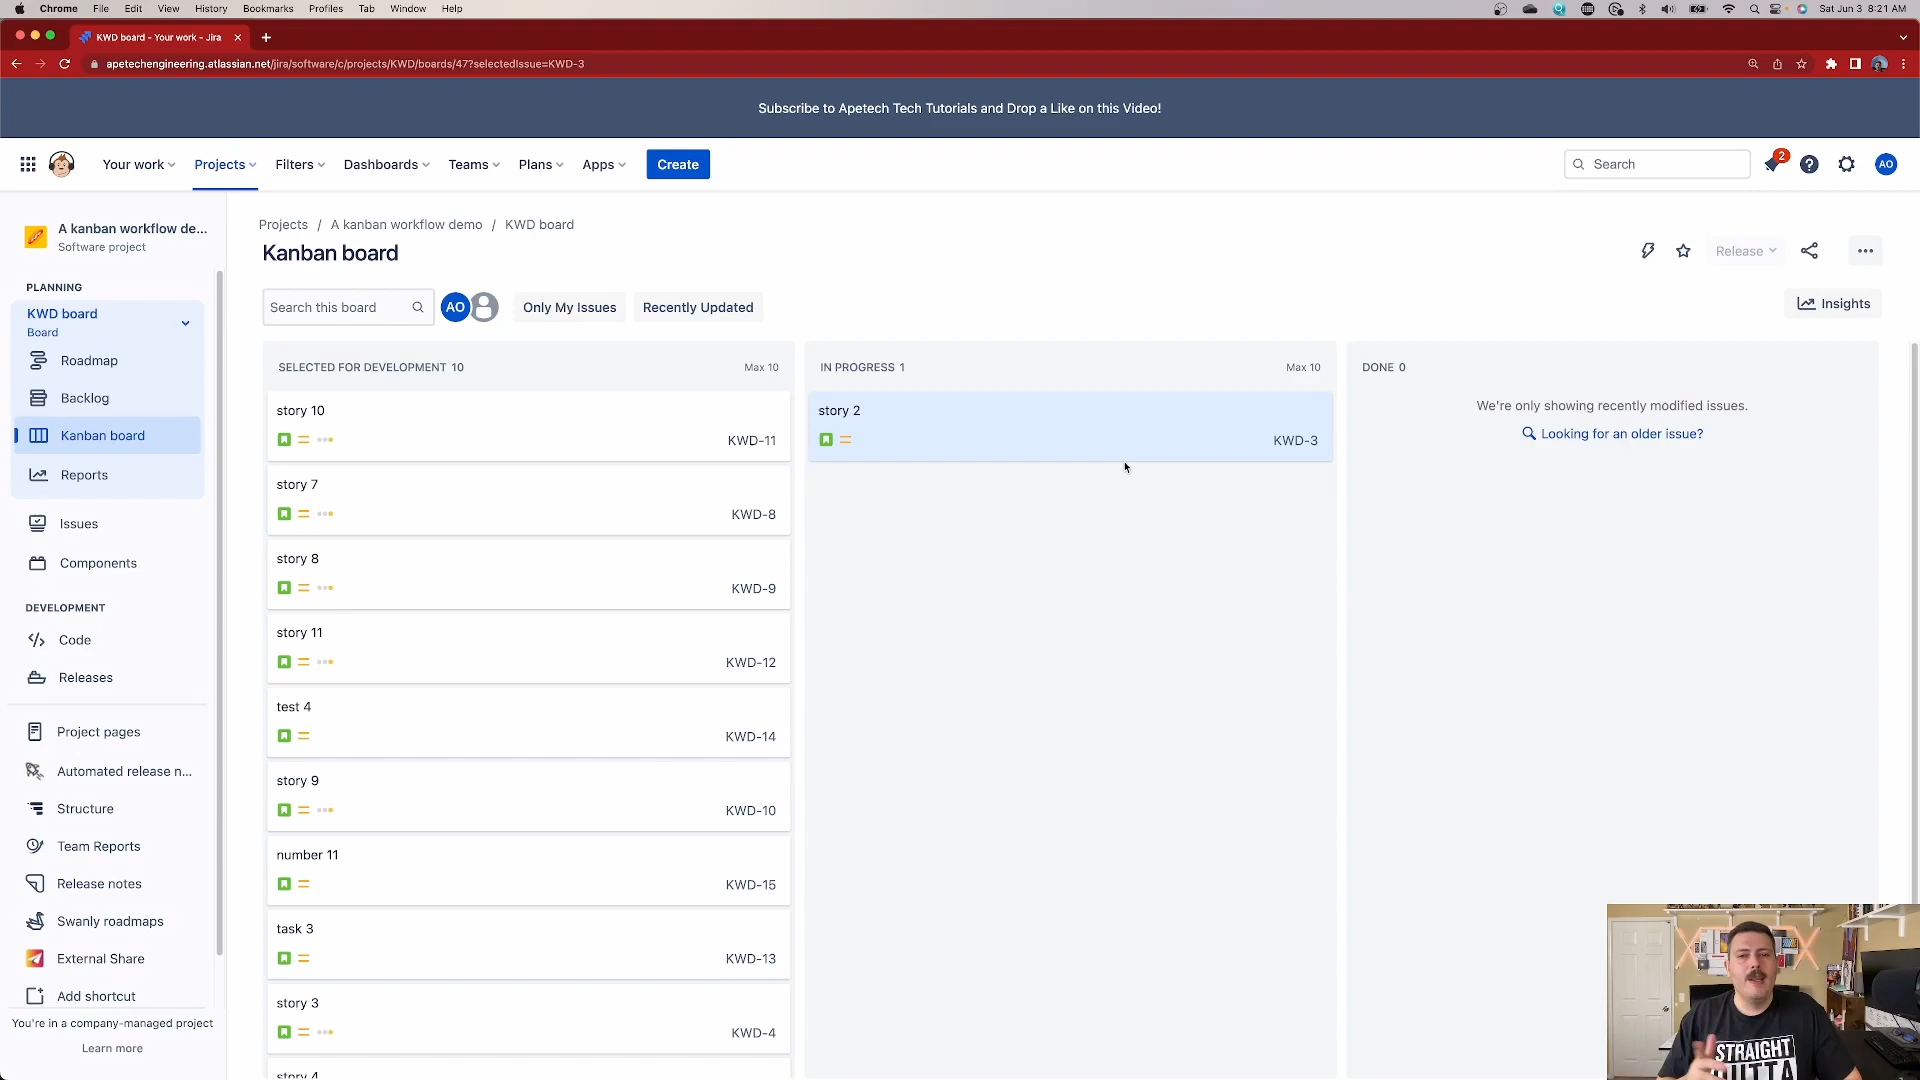 Chrome File Edit View History Bookmarks Profiles Tab Window Help
Sat Jun 3 8:21 AM
KWD board - Your work - Jira
apetechengineering.atlassian.net/jira/software/c/projects/KWD/boards/47?selectedIssue=KWD-3
Subscribe to Apetech Tech Tutorials and Drop a Like on this Video!
Your work Projects Filters Dashboards Teams Plans Apps Create
Search
2
AO
A kanban workflow de...
Software project
PLANNING
KWD board
Board
Roadmap
Backlog
Kanban board
Reports
Issues
Components
DEVELOPMENT
Code
Releases
Project pages
Automated release n...
Structure
Team Reports
Release notes
Swanly roadmaps
External Share
Add shortcut
You're in a company-managed project
Learn more
Projects / A kanban workflow demo / KWD board
Kanban board
Release
Search this board
AO
Only My Issues
Recently Updated
Insights
SELECTED FOR DEVELOPMENT 10 Max 10
story 10
KWD-11
story 7
KWD-8
story 8
KWD-9
story 11
KWD-12
test 4
KWD-14
story 9
KWD-10
number 11
KWD-15
task 3
KWD-13
story 3
KWD-4
story 4
IN PROGRESS 1 Max 10
story 2
KWD-3
DONE 0
We're only showing recently modified issues.
Looking for an older issue?
STRAIGHT
OUTTA